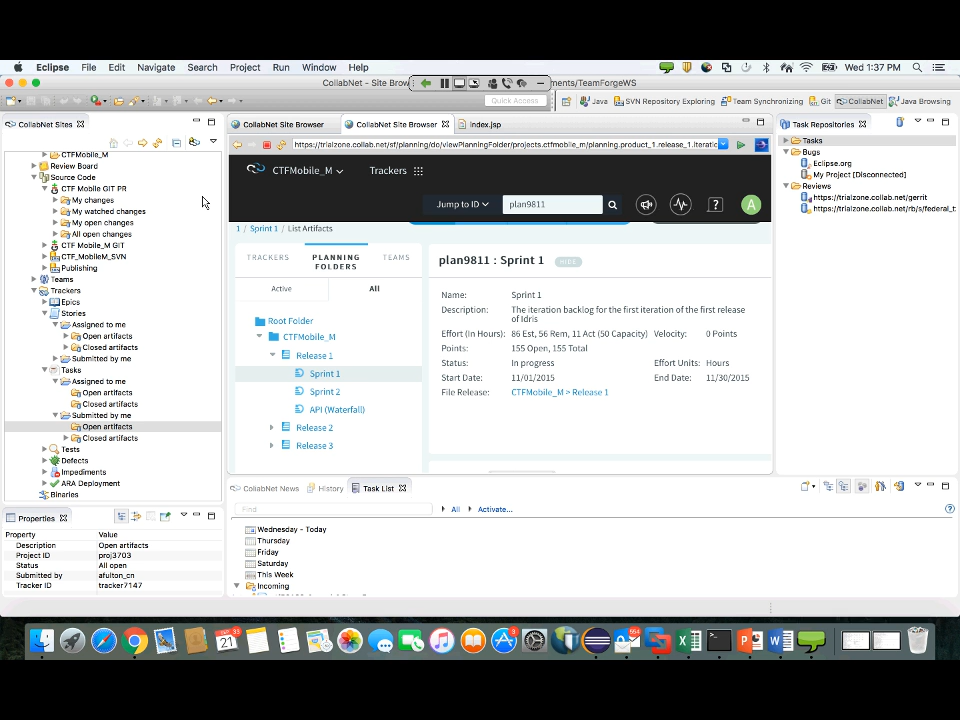 Eclipse File Edit Navigate Search Project Run Window Help Wed 1:37 PM
CollabNet - Site Brow ments/TeamForgeWS
Quick Access Java SVN Repository Exploring Team Synchronizing Git CollabNet Java Browsing
CollabNet Sites
CTFMobile_M
Review Board
Source Code
CTF Mobile GIT PR
My changes
My watched changes
My open changes
All open changes
CTF Mobile_M GIT
CTF_MobileM_SVN
Publishing
Teams
Trackers
Epics
Stories
Assigned to me
Open artifacts
Closed artifacts
Submitted by me
Tasks
Assigned to me
Open artifacts
Closed artifacts
Submitted by me
Open artifacts
Closed artifacts
Tests
Defects
Impediments
ARA Deployment
Binaries
Properties
Property Value
Description Open artifacts
Project ID proj3703
Status All open
Submitted by afulton_cn
Tracker ID tracker7147
CollabNet Site Browser CollabNet Site Browser index.jsp
https://trialzone.collab.net/sf/planning/do/viewPlanningFolder/projects.ctfmobile_m/planning.product_1.release_1.iteratio
CTFMobile_M Trackers
Jump to ID plan9811 ? A
1 / Sprint 1 / List Artifacts
TRACKERS PLANNING FOLDERS TEAMS
Active All
Root Folder
CTFMobile_M
Release 1
Sprint 1
Sprint 2
API (Waterfall)
Release 2
Release 3
plan9811 : Sprint 1 HIDE
Name: Sprint 1
Description: The iteration backlog for the first iteration of the first release
of Idris
Effort (In Hours): 86 Est, 56 Rem, 11 Act (50 Capacity) Velocity: 0 Points
Points: 155 Open, 155 Total
Status: In progress Effort Units: Hours
Start Date: 11/01/2015 End Date: 11/30/2015
File Release: CTFMobile_M > Release 1
Task Repositories
Tasks
Bugs
Eclipse.org
My Project [Disconnected]
Reviews
https://trialzone.collab.net/gerrit
https://trialzone.collab.net/r/s/federal_t
CollabNet News History Task List
Find All Activate...
Wednesday - Today
Thursday
Friday
Saturday
This Week
Incoming